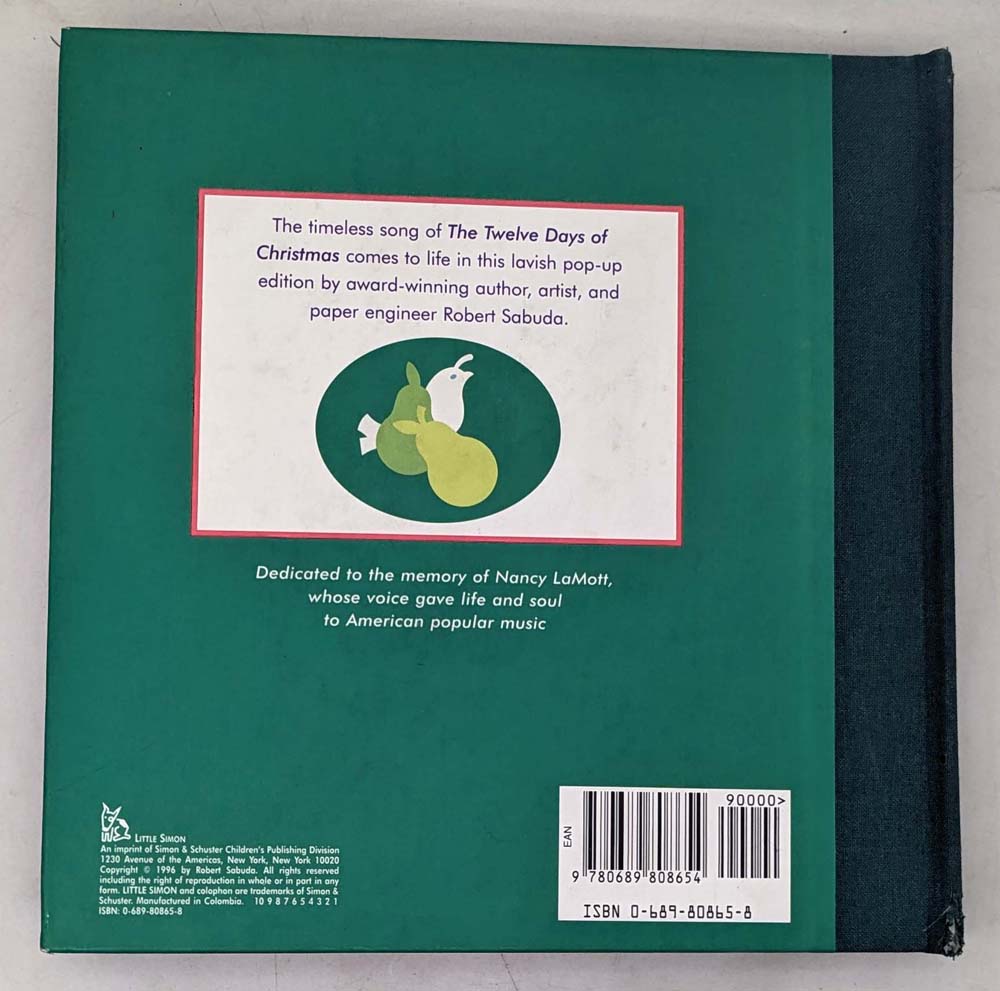 The timeless song of The Twelve Days of
Christmas comes to life in this lavish pop-up
edition by award-winning author, artist, and
paper engineer Robert Sabuda.
Dedicated to the memory of Nancy LaMott,
whose voice gave life and soul
to American popular music
LITTLE SIMON
An imprint of Simon & Schuster Children's Publishing Division
1230 Avenue of the Americas, New York, New York 10020
Copyright © 1996 by Robert Sabuda. All rights reserved
including the right of reproduction in whole or in part in any
form. LITTLE SIMON and colophon are trademarks of Simon &
Schuster. Manufactured in Colombia. 10 9 8 7 6 5 4 3 2 1
ISBN: 0-689-80865-8
90000>
EAN
9 780689 808654
ISBN 0-689-80865-8